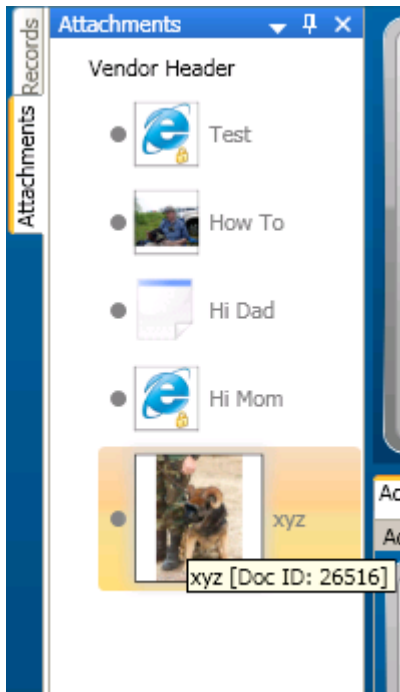 Records
Attachments
Attachments
Vendor Header
Test
How To
Hi Dad
Hi Mom
xyz
xyz [Doc ID: 26516]